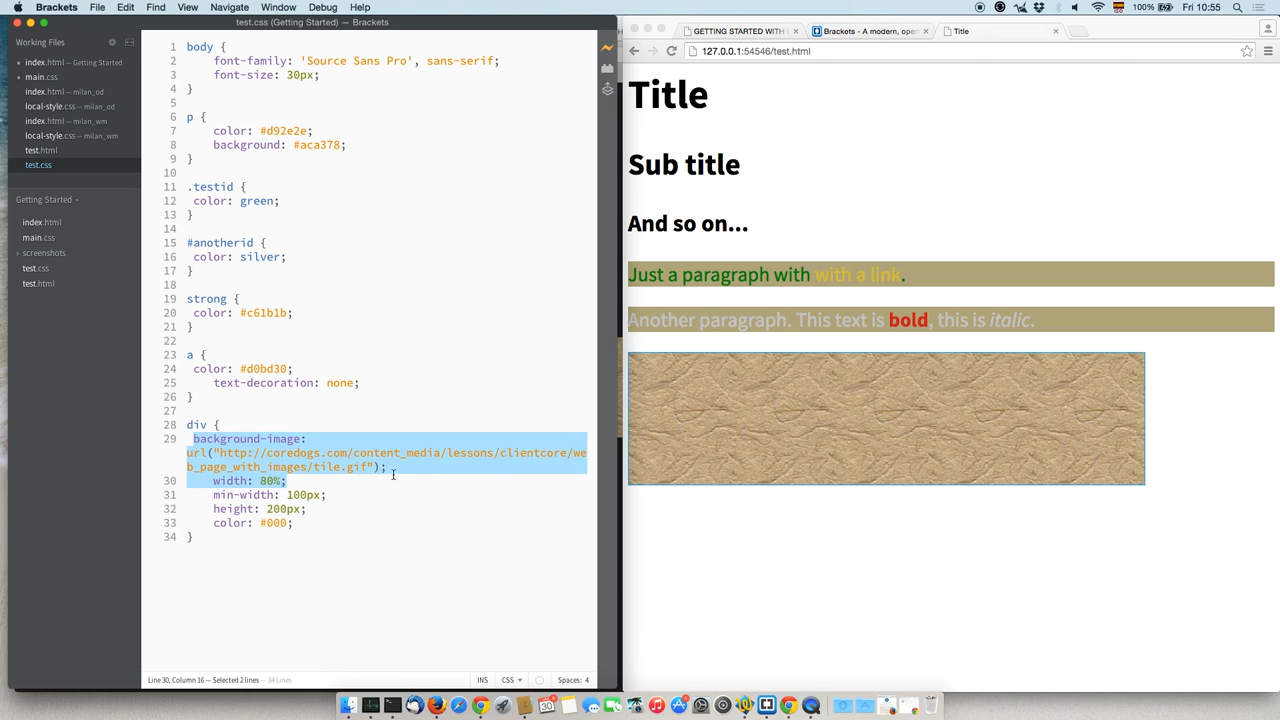 Brackets File Edit View Navigate Window Debug Help
100% Fri 10:55
test.css (Getting Started) — Brackets
Working Files
index.html — Getting Started
main.css
index.html — milan_od
local-style.css — milan_od
index.html — milan_wm
local-style.css — milan_wm
test.html
test.css
Getting Started
index.html
main.css
screenshots
test.css
test.html
1 body {
2 font-family: 'Source Sans Pro', sans-serif;
3 font-size: 30px;
4 }
5
6 p {
7 color: #d92e2e;
8 background: #aca378;
9 }
10
11 .testid {
12 color: green;
13 }
14
15 #anotherid {
16 color: silver;
17 }
18
19 strong {
20 color: #c61b1b;
21 }
22
23 a {
24 color: #d0bd30;
25 text-decoration: none;
26 }
27
28 div {
29 background-image:
url("http://coredogs.com/content_media/lessons/clientcore/we
b_page_with_images/tile.gif");
30 width: 80%;
31 min-width: 100px;
32 height: 200px;
33 color: #000;
34 }
Line 30, Column 16 — Selected 2 lines — 34 Lines
INS CSS Spaces: 4
GETTING STARTED WITH
Brackets - A modern, open
Title
127.0.0.1:54546/test.html
Title
Sub title
And so on...
Just a paragraph with with a link.
Another paragraph. This text is bold, this is italic.
30